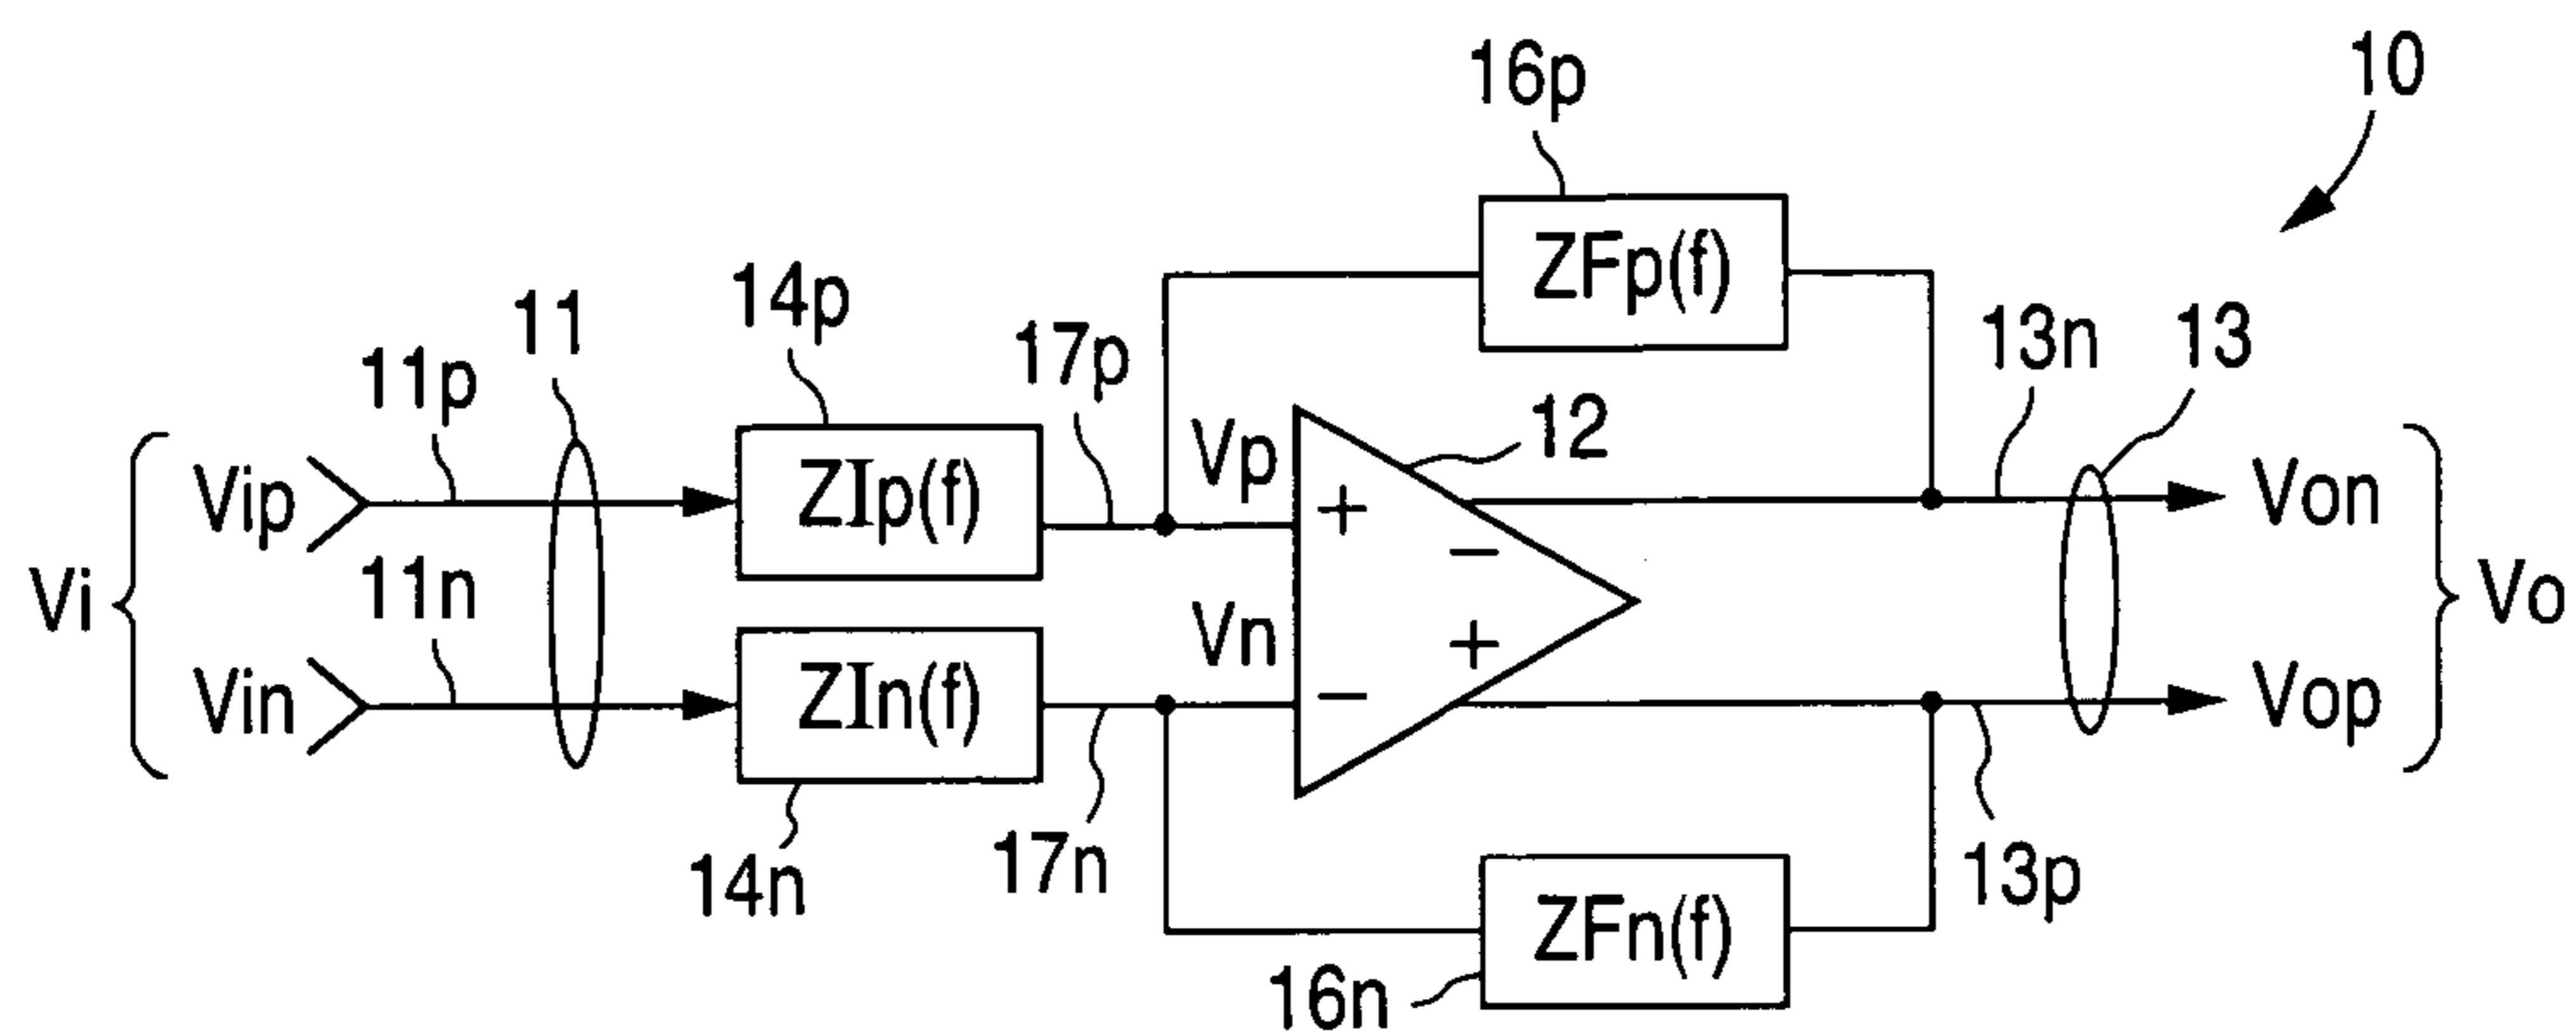 10
16p
ZFp(f)
14p
11
11p
17p
13n
13
12
Vp
+
−
Vip
ZIp(f)
Von
Vi
11n
Vn
+
−
Vo
Vin
ZIn(f)
Vop
14n
17n
13p
ZFn(f)
16n